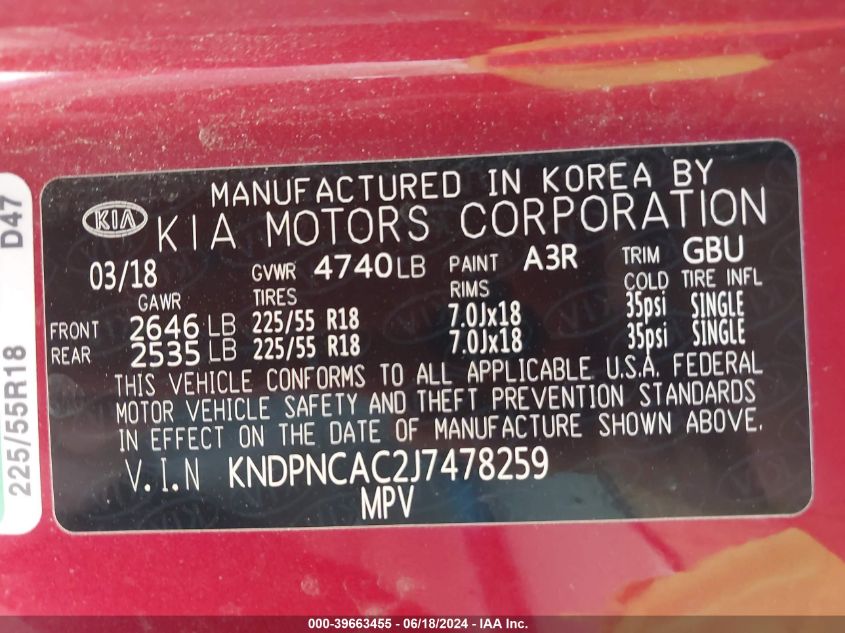 MANUFACTURED IN KOREA BY
KIA KIA MOTORS CORPORATION
03/18 GVWR 4740LB PAINT A3R TRIM GBU
GAWR TIRES RIMS COLD TIRE INFL
FRONT 2646 LB 225/55 R18 7.0Jx18 35psi SINGLE
REAR 2535 LB 225/55 R18 7.0Jx18 35psi SINGLE
THIS VEHICLE CONFORMS TO ALL APPLICABLE U.S.A. FEDERAL
MOTOR VEHICLE SAFETY AND THEFT PREVENTION STANDARDS
IN EFFECT ON THE DATE OF MANUFACTURE SHOWN ABOVE.
V.I.N KNDPNCAC2J7478259
MPV
225/55R18 D47
000-39663455 - 06/18/2024 - IAA Inc.